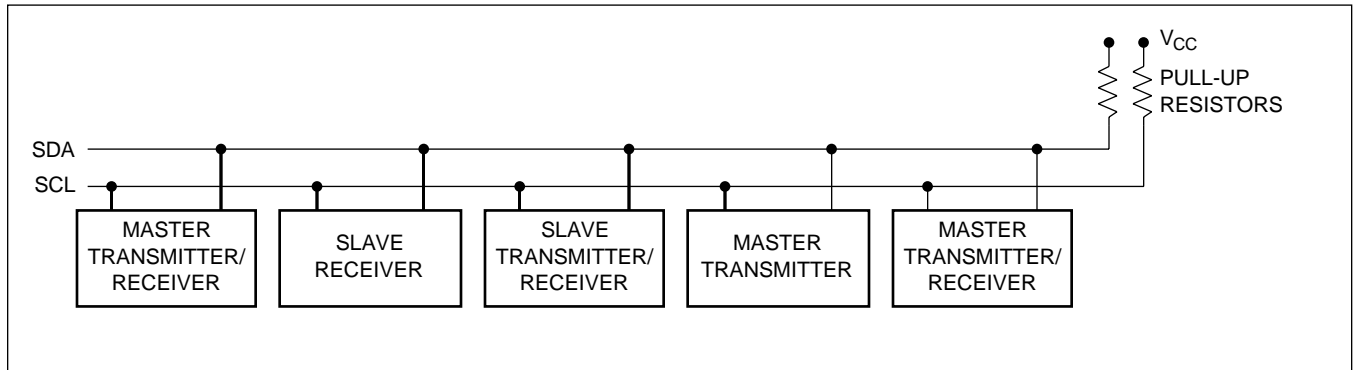 VCC
PULL-UP
RESISTORS
SDA
SCL
MASTER
TRANSMITTER/
RECEIVER
SLAVE
RECEIVER
SLAVE
TRANSMITTER/
RECEIVER
MASTER
TRANSMITTER
MASTER
TRANSMITTER/
RECEIVER